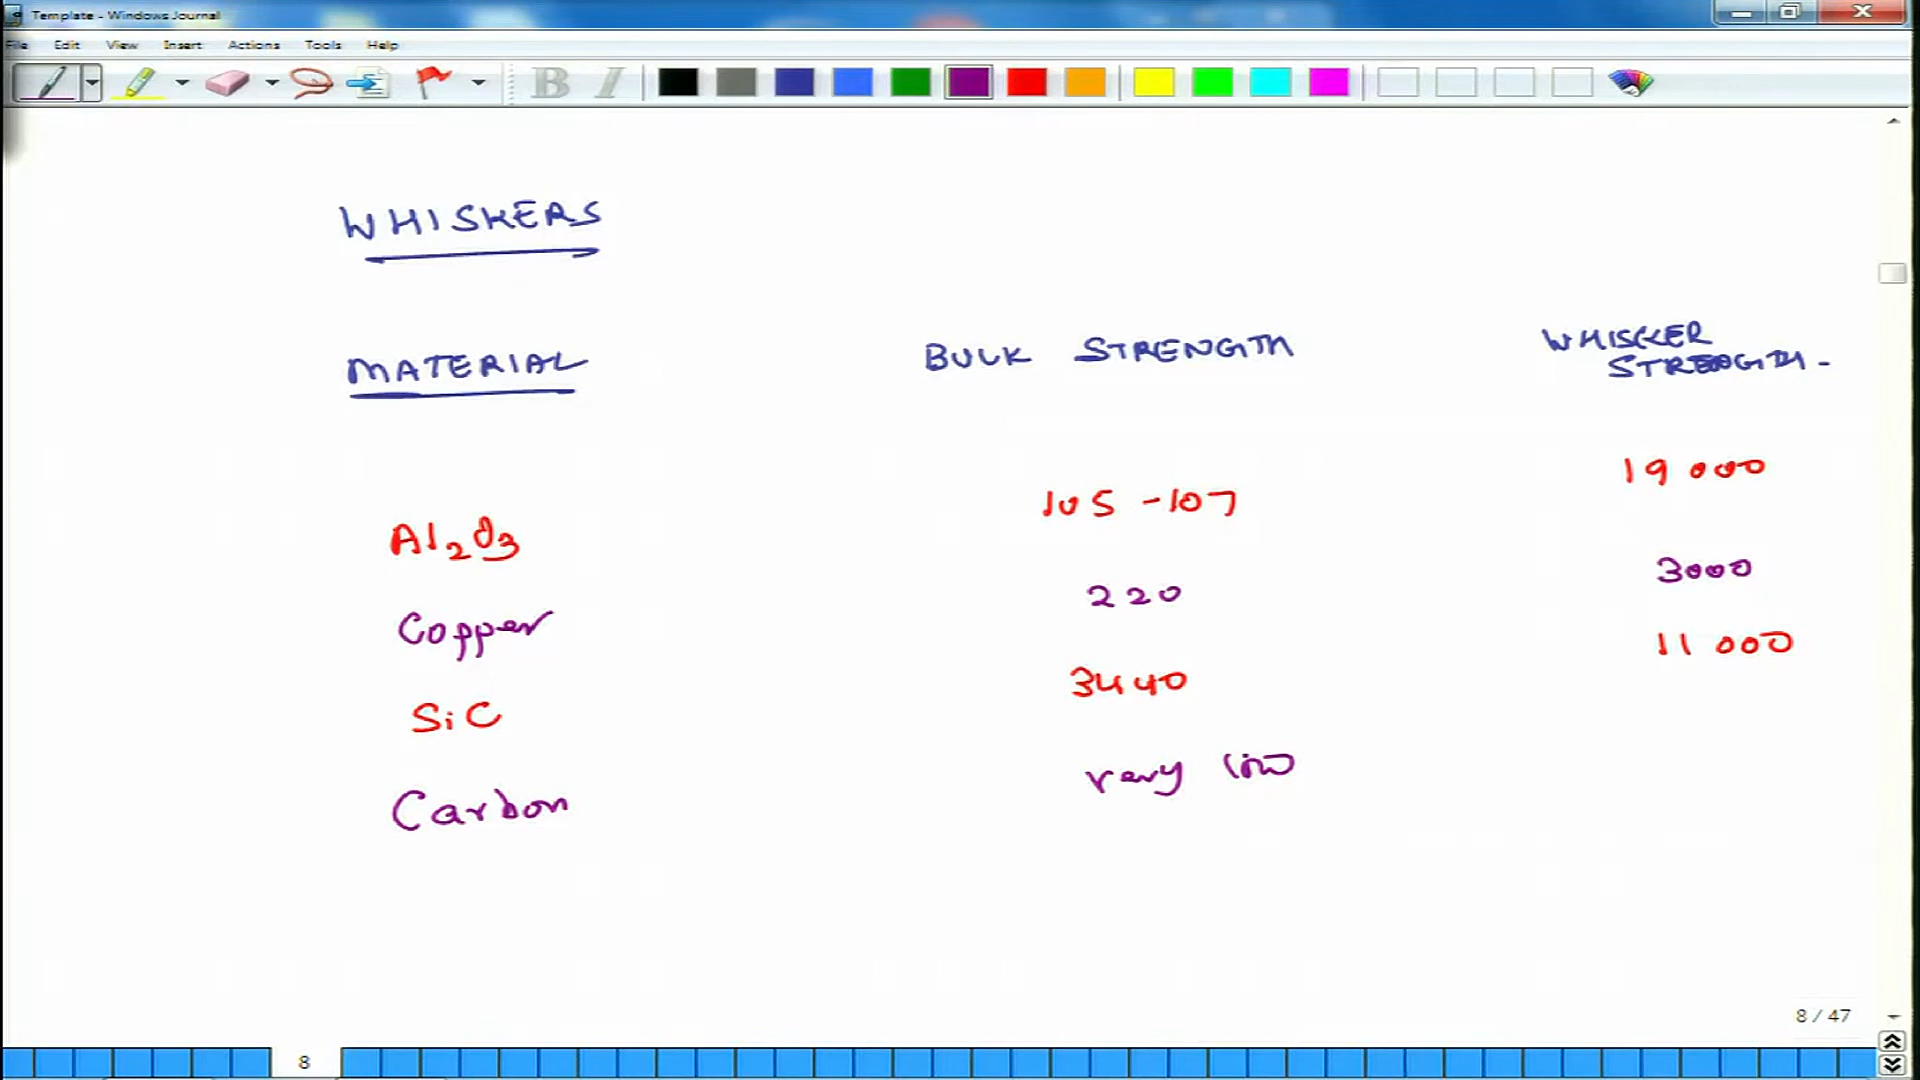 Template - Windows Journal
File Edit View Insert Actions Tools Help
B I
WHISKERS
MATERIAL BULK STRENGTH WHISKER
STRENGTH -
Al2O3 105 - 107 19 000
Copper 220 3000
SiC 3440 11 000
Carbon very low
8 / 47
8